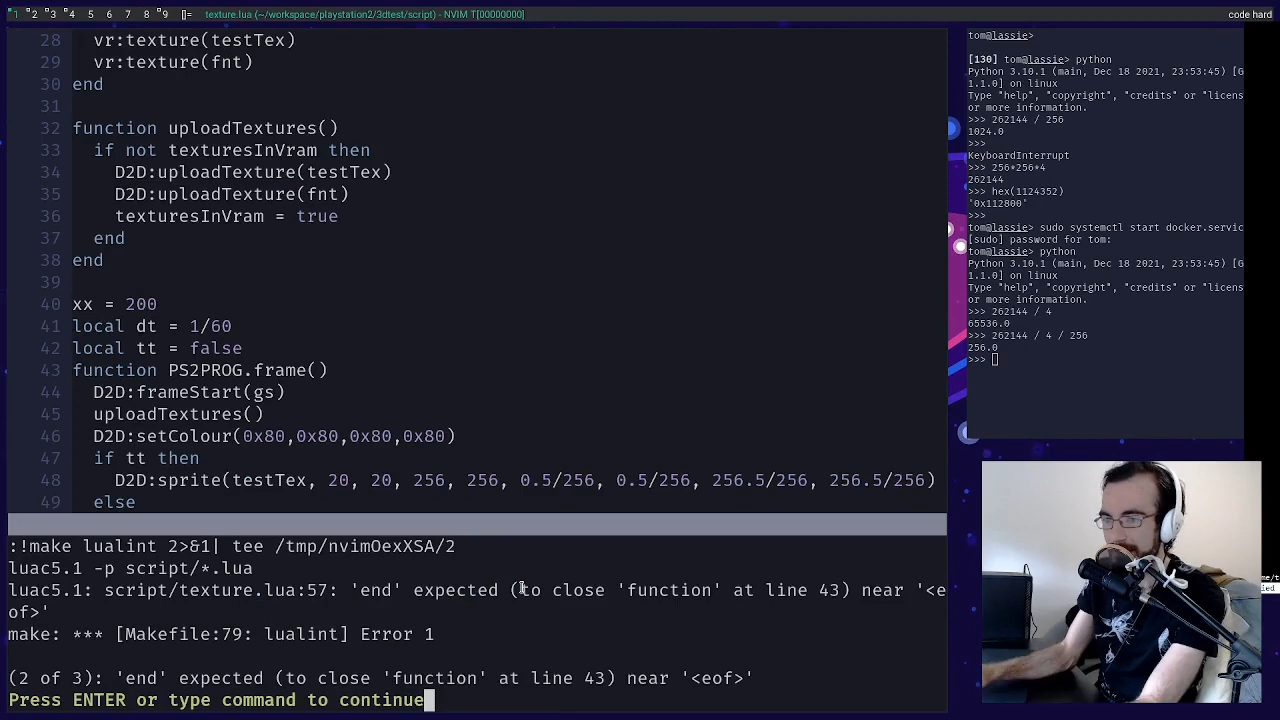 1 2 3 4 5 6 7 8 9 []= texture.lua (~/workspace/playstation2/3dtest/script) - NVIM T[00000000] code hard
28 vr:texture(testTex)
29 vr:texture(fnt)
30 end
31
32 function uploadTextures()
33 if not texturesInVram then
34 D2D:uploadTexture(testTex)
35 D2D:uploadTexture(fnt)
36 texturesInVram = true
37 end
38 end
39
40 xx = 200
41 local dt = 1/60
42 local tt = false
43 function PS2PROG.frame()
44 D2D:frameStart(gs)
45 uploadTextures()
46 D2D:setColour(0x80,0x80,0x80,0x80)
47 if tt then
48 D2D:sprite(testTex, 20, 20, 256, 256, 0.5/256, 0.5/256, 256.5/256, 256.5/256)
49 else
:!make lualint 2>&1| tee /tmp/nvimOexXSA/2
luac5.1 -p script/*.lua
luac5.1: script/texture.lua:57: 'end' expected (to close 'function' at line 43) near '<e
of>'
make: *** [Makefile:79: lualint] Error 1
(2 of 3): 'end' expected (to close 'function' at line 43) near '<eof>'
Press ENTER or type command to continue
tom@lassie>
[130] tom@lassie> python
Python 3.10.1 (main, Dec 18 2021, 23:53:45) [G
1.1.0] on linux
Type "help", "copyright", "credits" or "licens
or more information.
>>> 262144 / 256
1024.0
>>>
KeyboardInterrupt
>>> 256*256*4
262144
>>> hex(1124352)
'0x112800'
>>>
tom@lassie> sudo systemctl start docker.servic
[sudo] password for tom:
tom@lassie> python
Python 3.10.1 (main, Dec 18 2021, 23:53:45) [G
1.1.0] on linux
Type "help", "copyright", "credits" or "licens
or more information.
>>> 262144 / 4
65536.0
>>> 262144 / 4 / 256
256.0
>>>